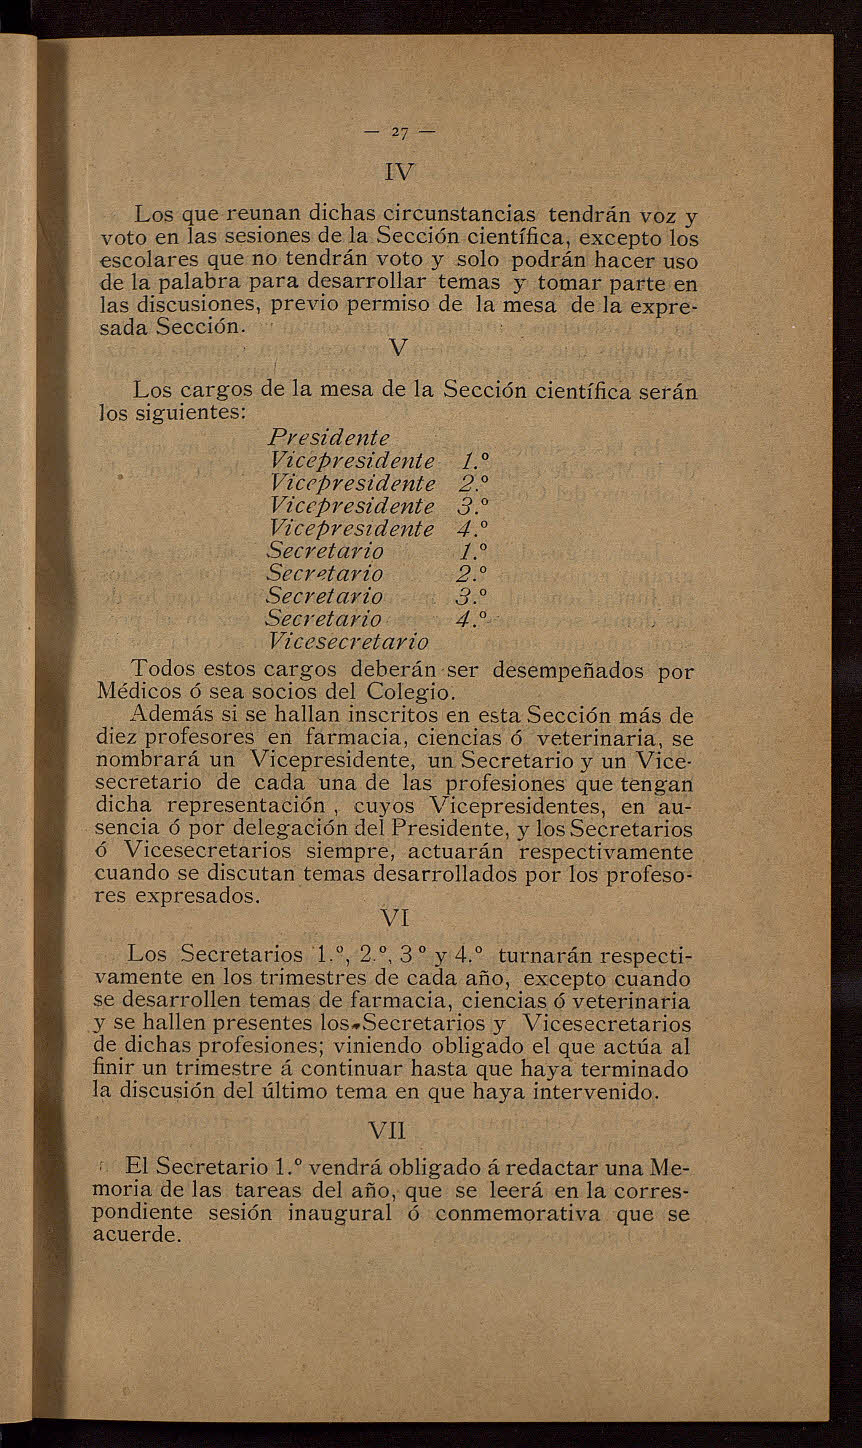 — 27 —
IV
Los que reunan dichas circunstancias tendrán voz y
voto en las sesiones de la Sección científica, excepto los
escolares que no tendrán voto y solo podrán hacer uso
de la palabra para desarrollar temas y tomar parte en
las discusiones, previo permiso de la mesa de la expre-
sada Sección.
V
Los cargos de la mesa de la Sección científica serán
los siguientes:
Presidente
Vicepresidente 1.º
Vicepresidente 2.º
Vicepresidente 3.º
Vicepresidente 4.º
Secretario 1.º
Secretario 2.º
Secretario 3.º
Secretario 4.º
Vicesecretario
Todos estos cargos deberán ser desempeñados por
Médicos ó sea socios del Colegio.
Además si se hallan inscritos en esta Sección más de
diez profesores en farmacia, ciencias ó veterinaria, se
nombrará un Vicepresidente, un Secretario y un Vice-
secretario de cada una de las profesiones que tengan
dicha representación , cuyos Vicepresidentes, en au-
sencia ó por delegación del Presidente, y los Secretarios
ó Vicesecretarios siempre, actuarán respectivamente
cuando se discutan temas desarrollados por los profeso-
res expresados.
VI
Los Secretarios 1.º, 2.º, 3º y 4.º turnarán respecti-
vamente en los trimestres de cada año, excepto cuando
se desarrollen temas de farmacia, ciencias ó veterinaria
y se hallen presentes los Secretarios y Vicesecretarios
de dichas profesiones; viniendo obligado el que actúa al
finir un trimestre á continuar hasta que haya terminado
la discusión del último tema en que haya intervenido.
VII
El Secretario 1.º vendrá obligado á redactar una Me-
moria de las tareas del año, que se leerá en la corres-
pondiente sesión inaugural ó conmemorativa que se
acuerde.